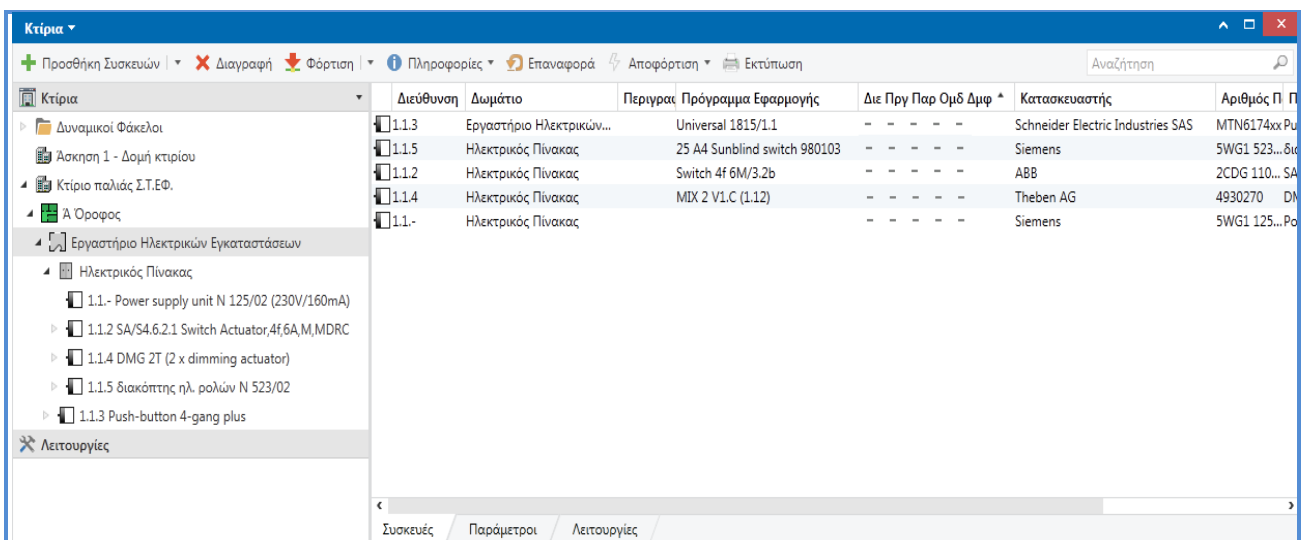 Κτίρια
Προσθήκη Συσκευών Διαγραφή Φόρτιση Πληροφορίες Επαναφορά Αποφόρτιση Εκτύπωση Αναζήτηση
Κτίρια
Δυναμικοί Φάκελοι
Άσκηση 1 - Δομή κτιρίου
Κτίριο παλιάς Σ.Τ.ΕΦ.
Ά Όροφος
Εργαστήριο Ηλεκτρικών Εγκαταστάσεων
Ηλεκτρικός Πίνακας
1.1.- Power supply unit N 125/02 (230V/160mA)
1.1.2 SA/S4.6.2.1 Switch Actuator,4f,6A,M,MDRC
1.1.4 DMG 2T (2 x dimming actuator)
1.1.5 διακόπτης ηλ. ρολών N 523/02
1.1.3 Push-button 4-gang plus
Λειτουργίες
Διεύθυνση Δωμάτιο Περιγρα Πρόγραμμα Εφαρμογής Διε Πργ Παρ Ομδ Δμφ Κατασκευαστής Αριθμός Π Π
1.1.3 Εργαστήριο Ηλεκτρικών... Universal 1815/1.1 - - - - - Schneider Electric Industries SAS MTN6174xx Pu
1.1.5 Ηλεκτρικός Πίνακας 25 A4 Sunblind switch 980103 - - - - - Siemens 5WG1 523... δια
1.1.2 Ηλεκτρικός Πίνακας Switch 4f 6M/3.2b - - - - - ABB 2CDG 110... SA
1.1.4 Ηλεκτρικός Πίνακας MIX 2 V1.C (1.12) - - - - - Theben AG 4930270 DM
1.1.- Ηλεκτρικός Πίνακας - - - - - Siemens 5WG1 125... Po
Συσκευές Παράμετροι Λειτουργίες